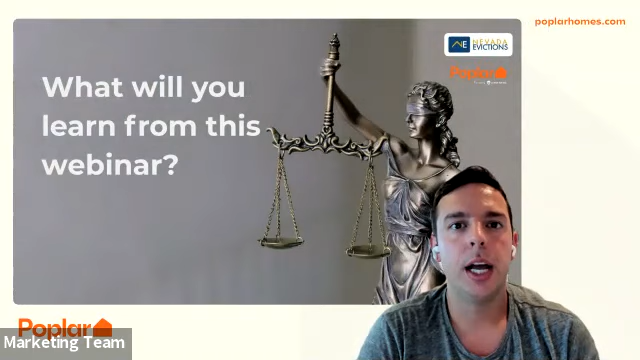 poplarhomes.com
NEVADA
EVICTIONS
Poplar
What will you
learn from this
webinar?
Poplar
Marketing Team